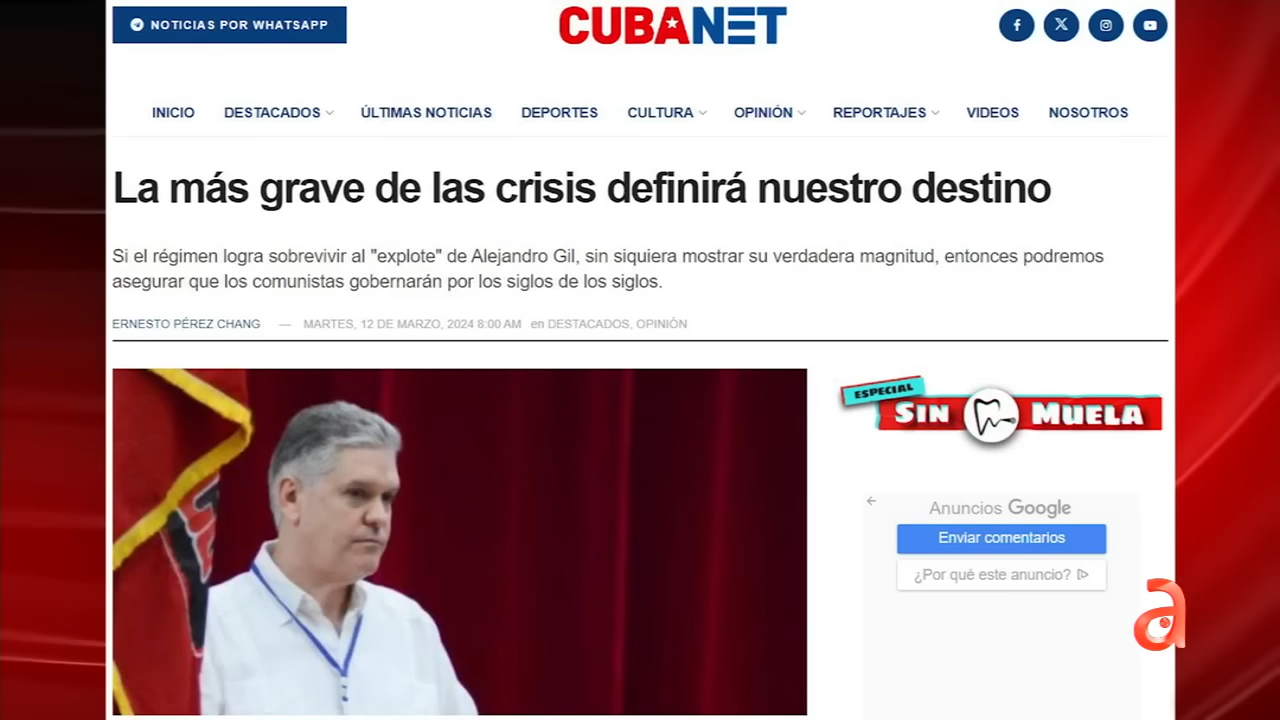 NOTICIAS POR WHATSAPP
CUBANET
INICIO DESTACADOS ÚLTIMAS NOTICIAS DEPORTES CULTURA OPINIÓN REPORTAJES VIDEOS NOSOTROS
La más grave de las crisis definirá nuestro destino
Si el régimen logra sobrevivir al "explote" de Alejandro Gil, sin siquiera mostrar su verdadera magnitud, entonces podremos
asegurar que los comunistas gobernarán por los siglos de los siglos.
ERNESTO PÉREZ CHANG — MARTES, 12 DE MARZO, 2024 8:00 AM en DESTACADOS, OPINIÓN
ESPECIAL
SIN MUELA
Anuncios Google
Enviar comentarios
¿Por qué este anuncio?
a